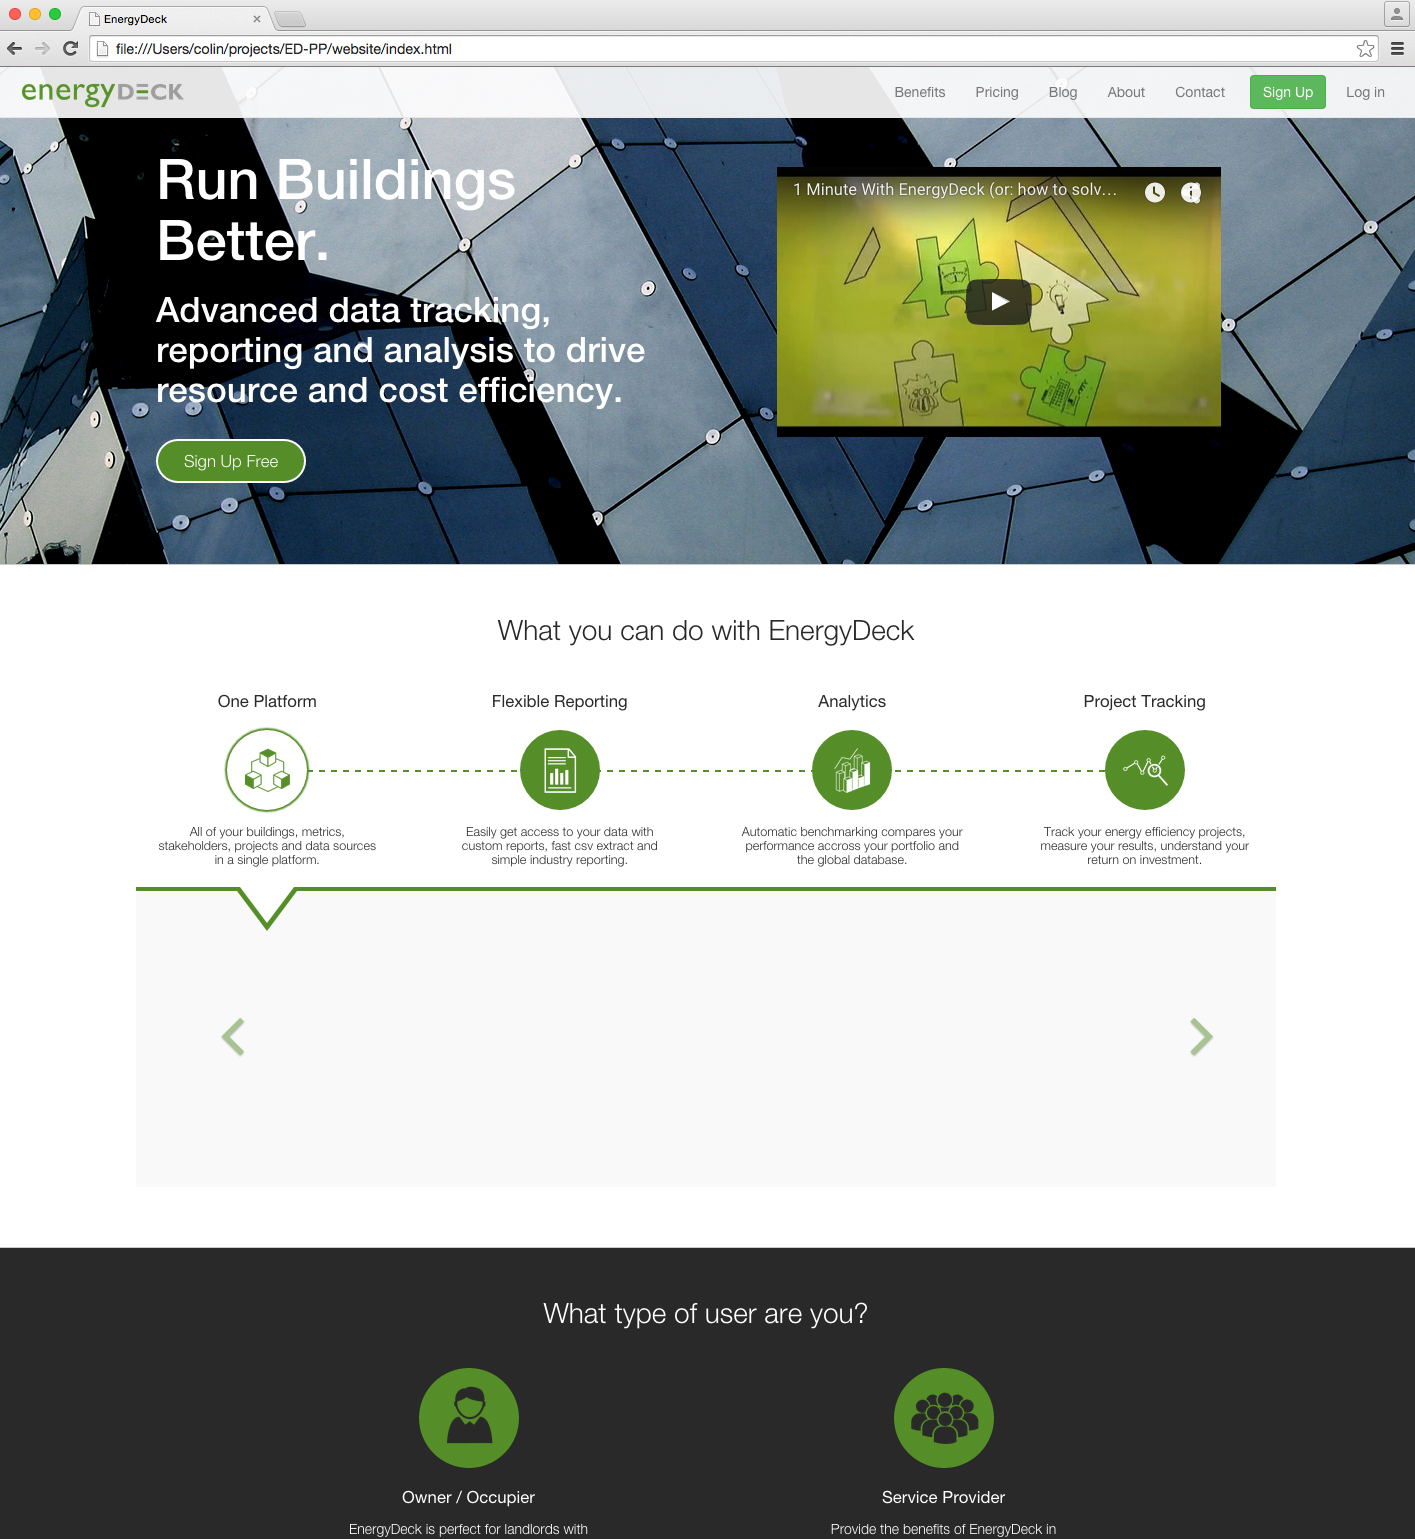 EnergyDeck
file:///Users/colin/projects/ED-PP/website/index.html
energyDECK
Benefits
Pricing
Blog
About
Contact
Sign Up
Log in
Run Buildings
Better.
Advanced data tracking,
reporting and analysis to drive
resource and cost efficiency.
Sign Up Free
1 Minute With EnergyDeck (or: how to solv...
What you can do with EnergyDeck
One Platform
All of your buildings, metrics,
stakeholders, projects and data sources
in a single platform.
Flexible Reporting
Easily get access to your data with
custom reports, fast csv extract and
simple industry reporting.
Analytics
Automatic benchmarking compares your
performance accross your portfolio and
the global database.
Project Tracking
Track your energy efficiency projects,
measure your results, understand your
return on investment.
What type of user are you?
Owner / Occupier
EnergyDeck is perfect for landlords with
Service Provider
Provide the benefits of EnergyDeck in